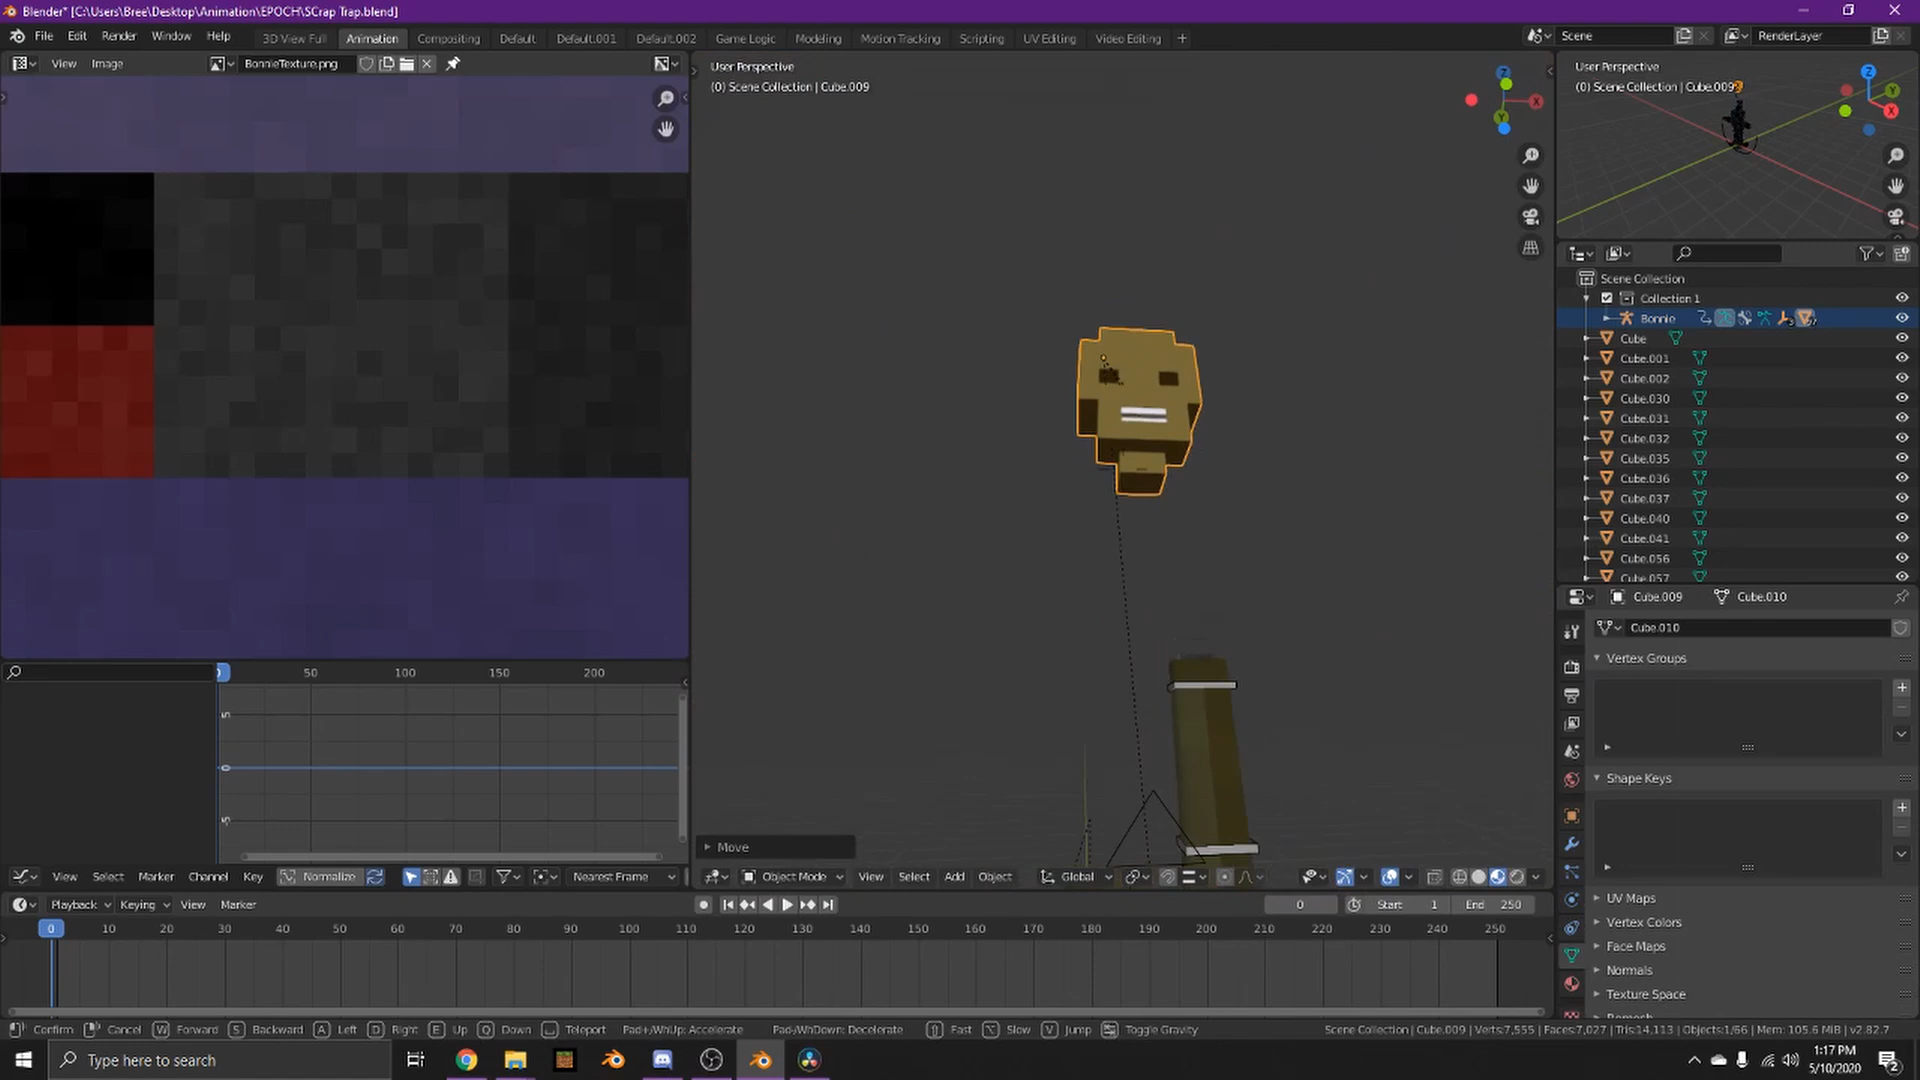 Blender* [C:\Users\Bree\Desktop\Animation\EPOCH\SCrap Trap.blend]
File Edit Render Window Help 3D View Full Animation Compositing Default Default.001 Default.002 Game Logic Modeling Motion Tracking Scripting UV Editing Video Editing + Scene RenderLayer
View Image BonnieTexture.png
User Perspective
(0) Scene Collection | Cube.009
X
Y
Z
User Perspective
(0) Scene Collection | Cube.009
Z
Y
X
Scene Collection
Collection 1
Bonnie
Cube
Cube.001
Cube.002
Cube.030
Cube.031
Cube.032
Cube.035
Cube.036
Cube.037
Cube.040
Cube.041
Cube.056
Cube.057
Cube.009 Cube.010
Cube.010
Vertex Groups
Shape Keys
UV Maps
Vertex Colors
Face Maps
Normals
Texture Space
50 100 150 200
5
0
-5
Move
View Select Marker Channel Key Normalize Nearest Frame
Object Mode View Select Add Object Global
Playback Keying View Marker 0 Start 1 End 250
0 10 20 30 40 50 60 70 80 90 100 110 120 130 140 150 160 170 180 190 200 210 220 230 240 250
Confirm Cancel W Forward S Backward A Left D Right E Up Q Down Teleport Pad+/WhUp: Accelerate Pad-/WhDown: Decelerate Fast Slow V Jump Toggle Gravity Scene Collection | Cube.009 | Verts:7,555 | Faces:7,027 | Tris:14,113 | Objects:1/66 | Mem: 105.6 MiB | v2.82.7
Type here to search
1:17 PM
5/10/2020
2